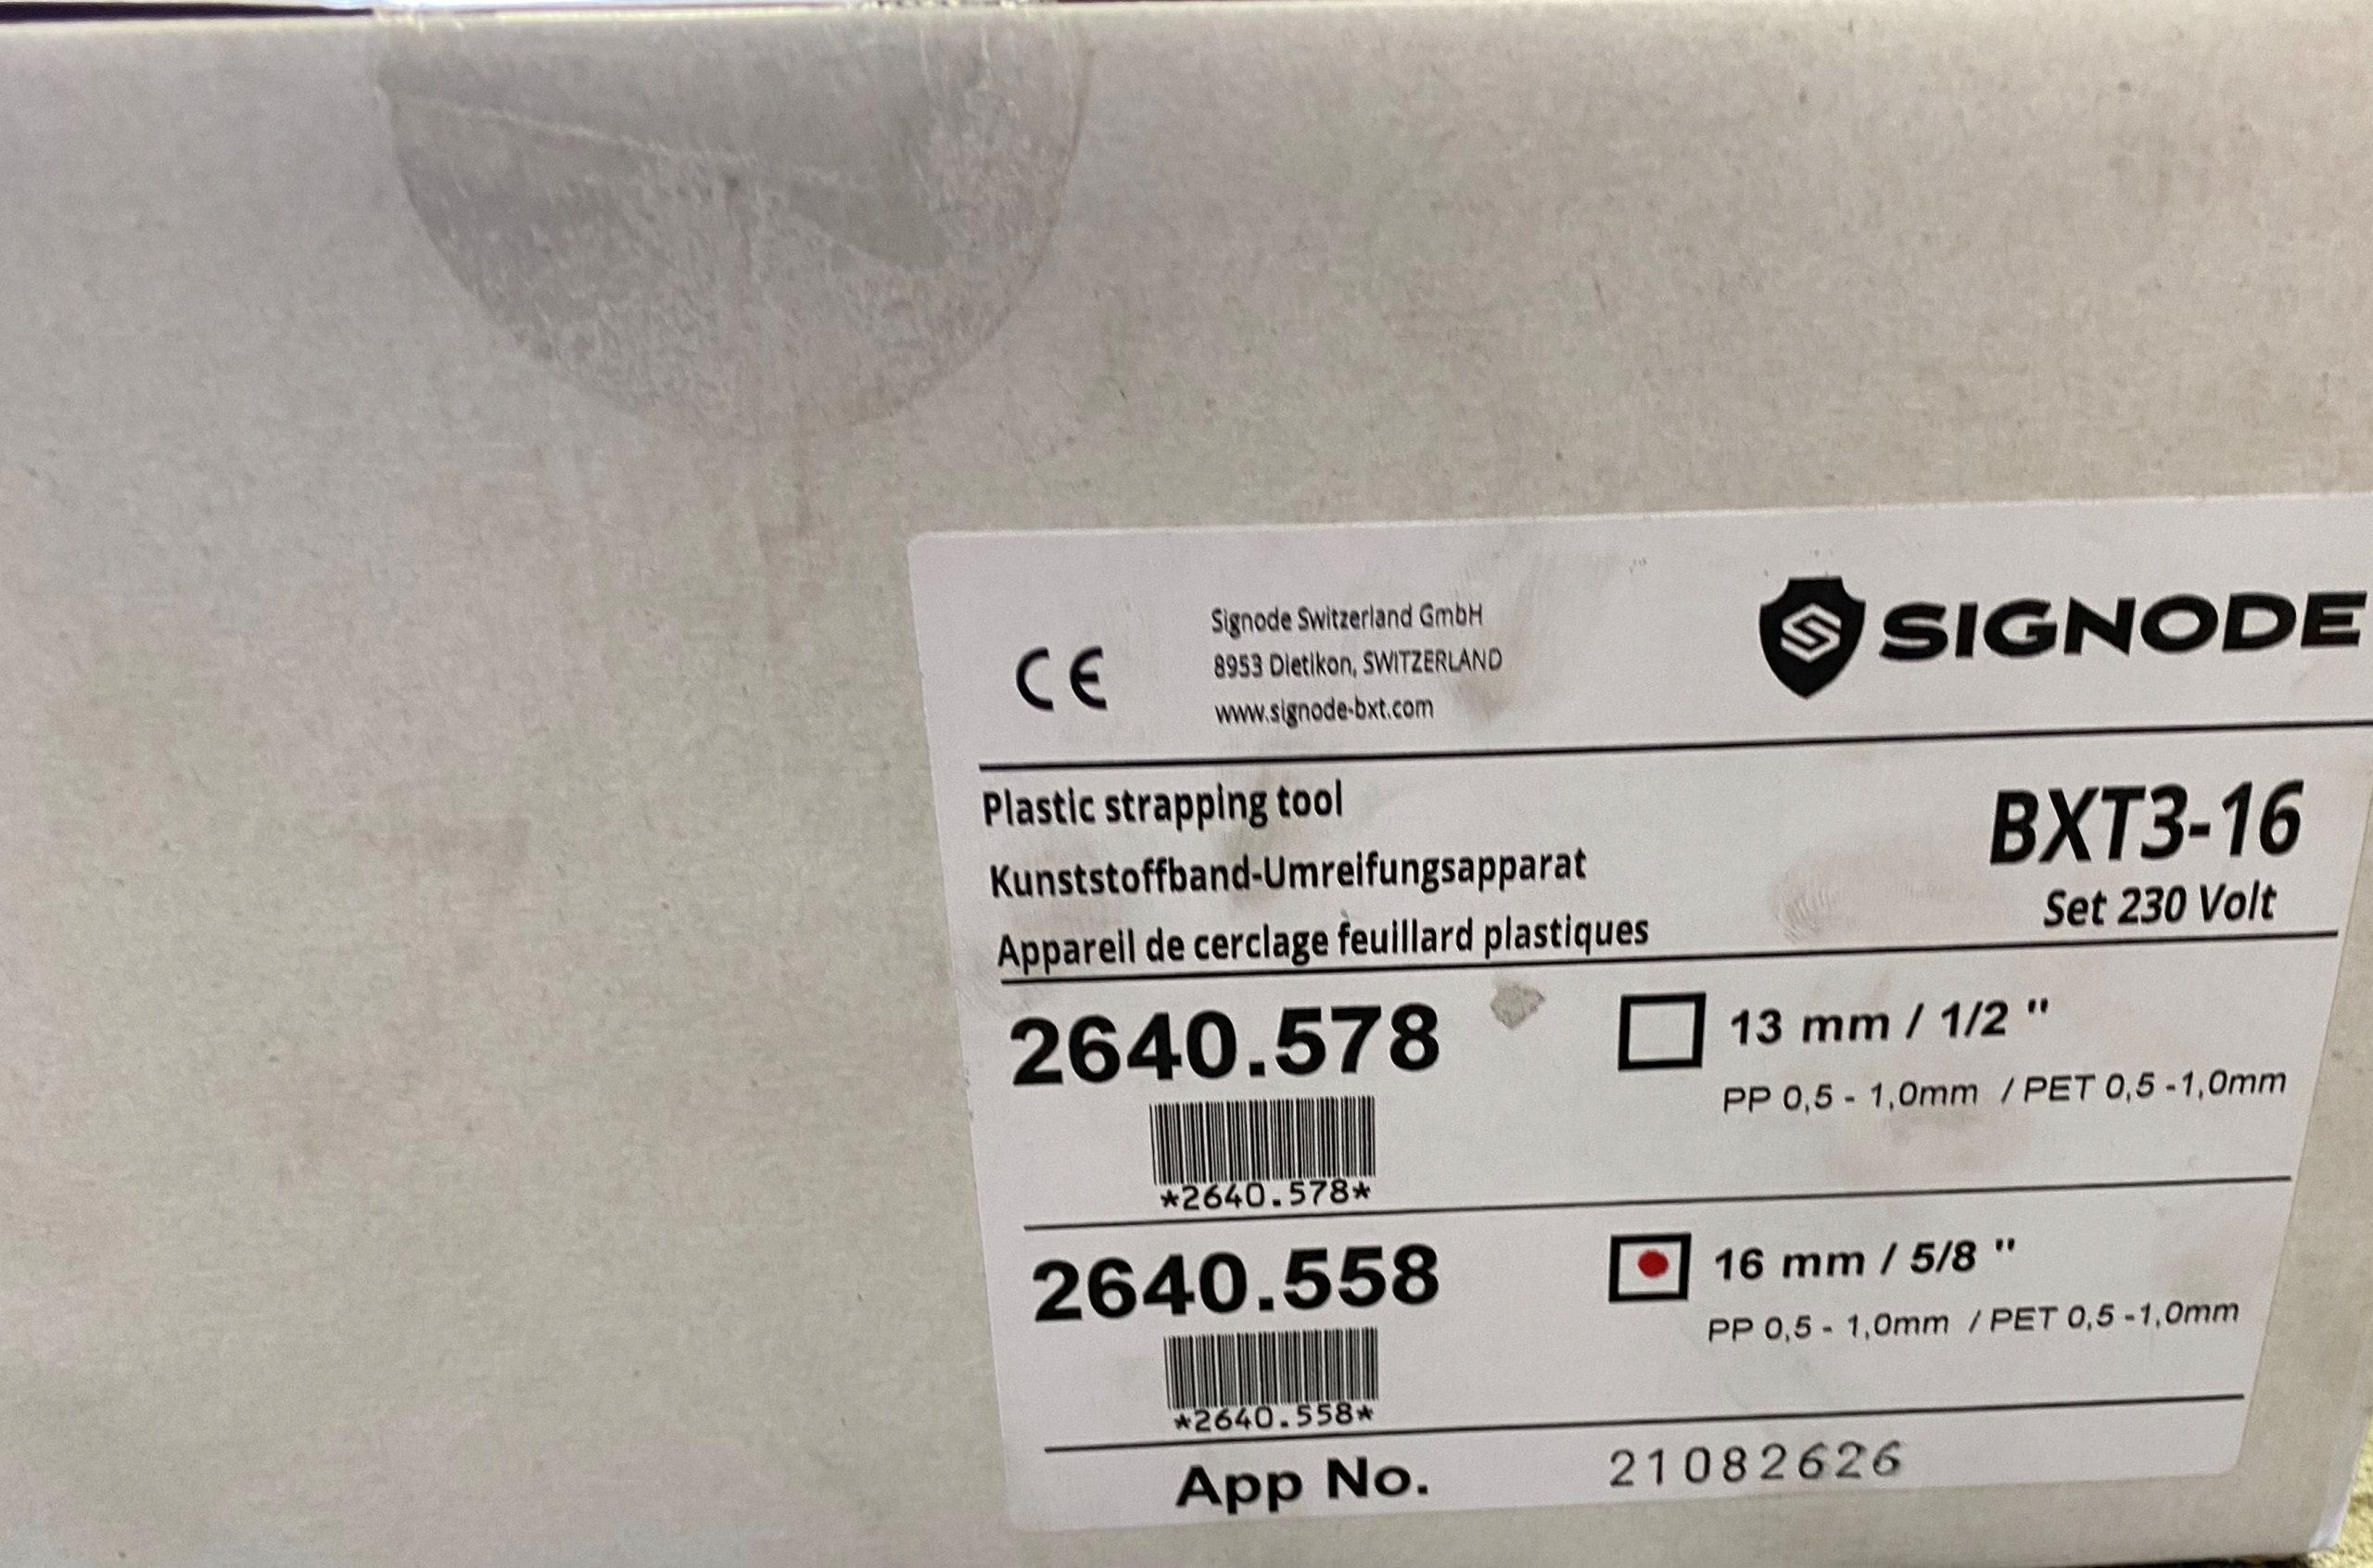 CE
Signode Switzerland GmbH
8953 Dietikon, SWITZERLAND
www.signode-bxt.com
SIGNODE
Plastic strapping tool
Kunststoffband-Umreifungsapparat
Appareil de cerclage feuillard plastiques
BXT3-16
Set 230 Volt
2640.578
*2640.578*
13 mm / 1/2 "
PP 0,5 - 1,0mm / PET 0,5 -1,0mm
2640.558
*2640.558*
16 mm / 5/8 "
PP 0,5 - 1,0mm / PET 0,5 -1,0mm
App No. 21082626